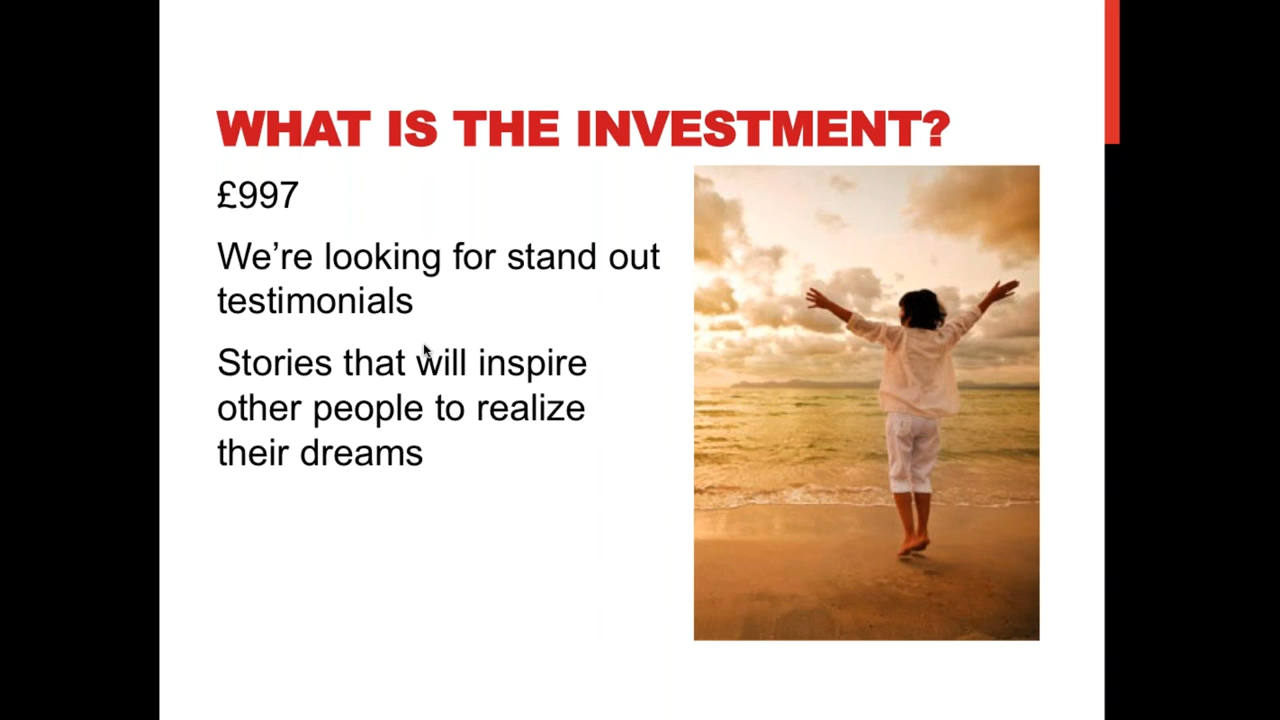 WHAT IS THE INVESTMENT?
£997
We’re looking for stand out
testimonials
Stories that will inspire
other people to realize
their dreams